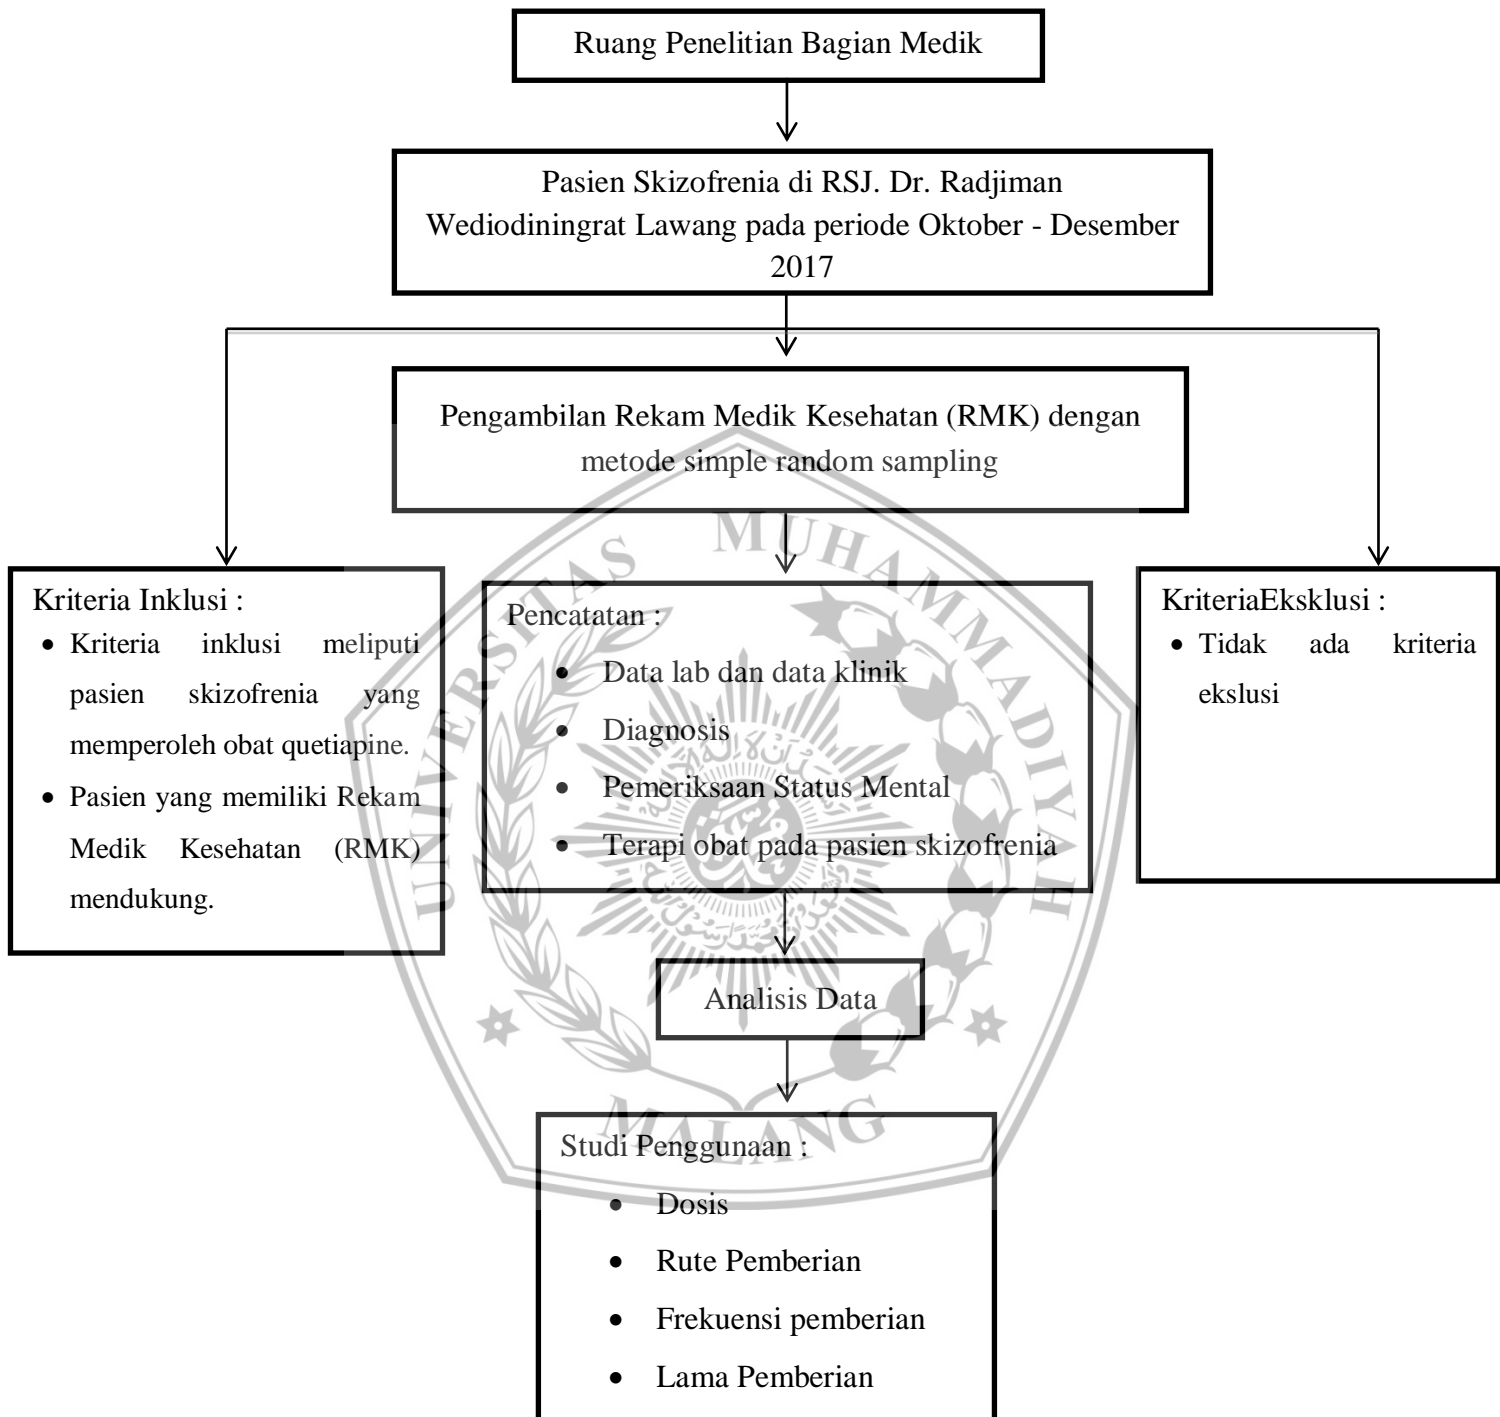 Ruang Penelitian Bagian Medik
Pasien Skizofrenia di RSJ. Dr. Radjiman
Wediodiningrat Lawang pada periode Oktober - Desember
2017
Pengambilan Rekam Medik Kesehatan (RMK) dengan
metode simple random sampling
Kriteria Inklusi :
• Kriteria inklusi meliputi
pasien skizofrenia yang
memperoleh obat quetiapine.
• Pasien yang memiliki Rekam
Medik Kesehatan (RMK)
mendukung.
Pencatatan :
• Data lab dan data klinik
• Diagnosis
• Pemeriksaan Status Mental
• Terapi obat pada pasien skizofrenia
KriteriaEksklusi :
• Tidak ada kriteria
ekslusi
Analisis Data
Studi Penggunaan :
• Dosis
• Rute Pemberian
• Frekuensi pemberian
• Lama Pemberian
UNIVERSITAS MUHAMMADIYAH
MALANG